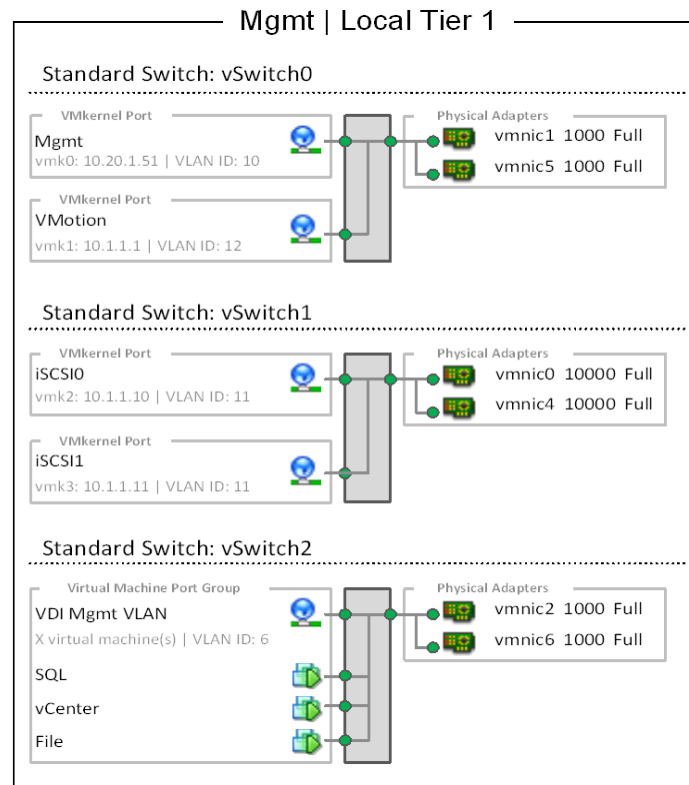 Mgmt | Local Tier 1
Standard Switch: vSwitch0
VMkernel Port
Mgmt
vmk0: 10.20.1.51 | VLAN ID: 10
Physical Adapters
vmnic1 1000 Full
vmnic5 1000 Full
VMkernel Port
VMotion
vmk1: 10.1.1.1 | VLAN ID: 12
Standard Switch: vSwitch1
VMkernel Port
iSCSI0
vmk2: 10.1.1.10 | VLAN ID: 11
Physical Adapters
vmnic0 10000 Full
vmnic4 10000 Full
VMkernel Port
iSCSI1
vmk3: 10.1.1.11 | VLAN ID: 11
Standard Switch: vSwitch2
Virtual Machine Port Group
VDI Mgmt VLAN
X virtual machine(s) | VLAN ID: 6
Physical Adapters
vmnic2 1000 Full
vmnic6 1000 Full
SQL
vCenter
File